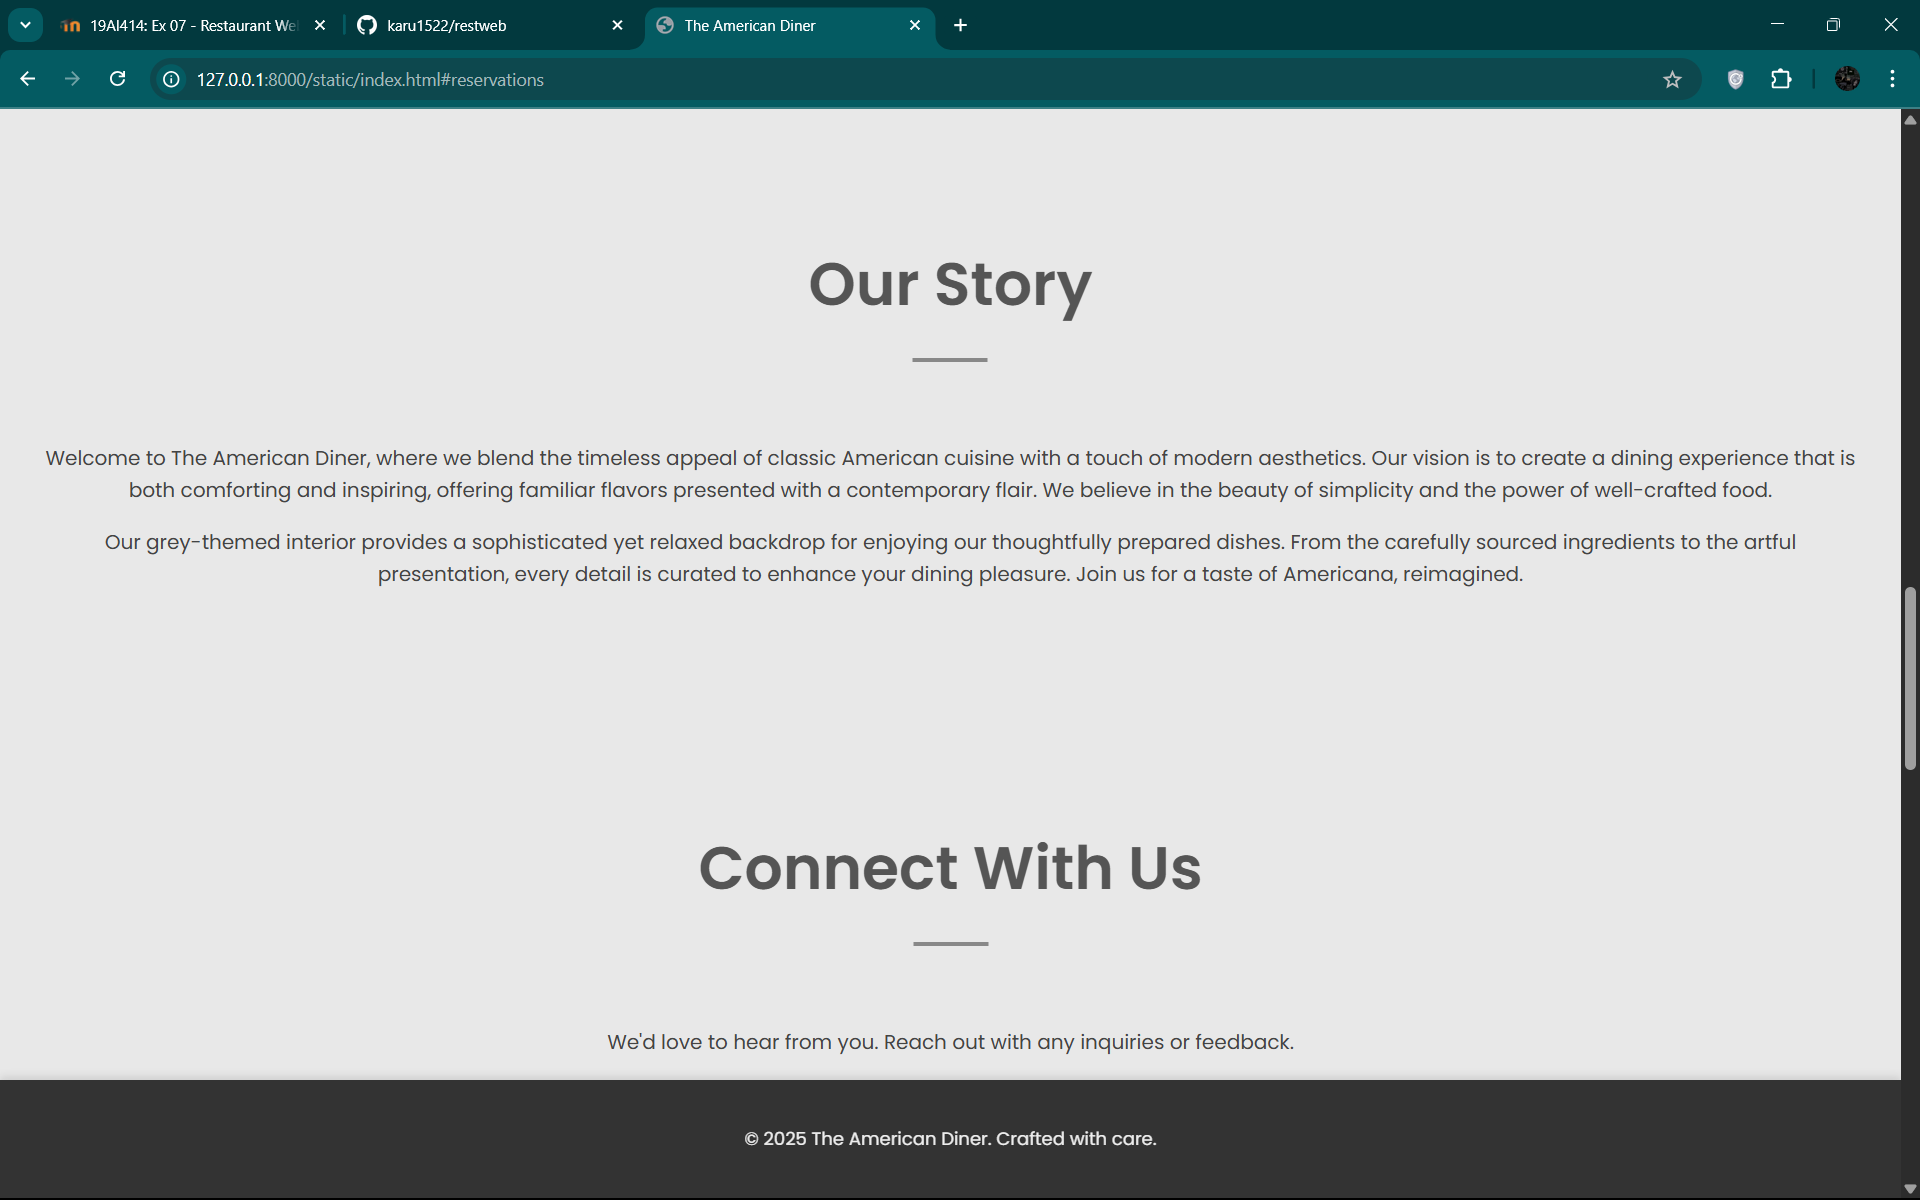 19AI414: Ex 07 - Restaurant We
karu1522/restweb
The American Diner
127.0.0.1:8000/static/index.html#reservations
Our Story
Welcome to The American Diner, where we blend the timeless appeal of classic American cuisine with a touch of modern aesthetics. Our vision is to create a dining experience that is
both comforting and inspiring, offering familiar flavors presented with a contemporary flair. We believe in the beauty of simplicity and the power of well-crafted food.
Our grey-themed interior provides a sophisticated yet relaxed backdrop for enjoying our thoughtfully prepared dishes. From the carefully sourced ingredients to the artful
presentation, every detail is curated to enhance your dining pleasure. Join us for a taste of Americana, reimagined.
Connect With Us
We'd love to hear from you. Reach out with any inquiries or feedback.
© 2025 The American Diner. Crafted with care.